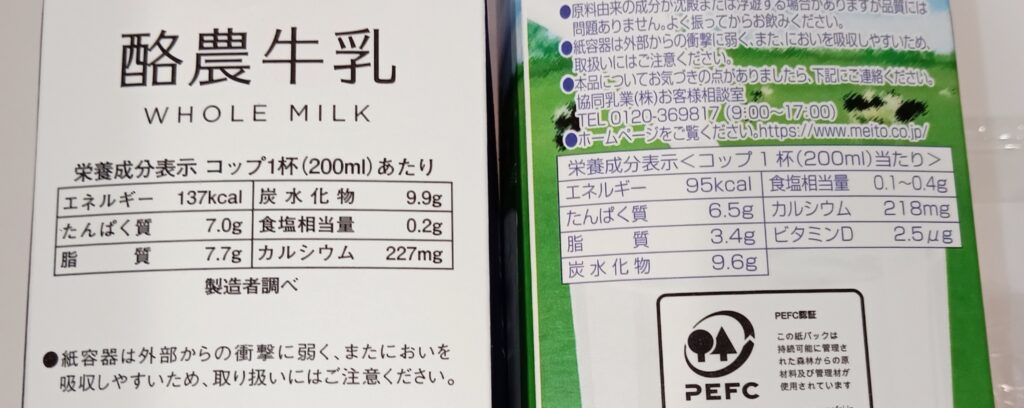 酪農牛乳
WHOLE MILK
栄養成分表示 コップ1杯(200ml)あたり
エネルギー 137kcal 炭水化物 9.9g
たんぱく質 7.0g 食塩相当量 0.2g
脂質 7.7g カルシウム 227mg
製造者調べ
●紙容器は外部からの衝撃に弱く、またにおいを
吸収しやすいため、取り扱いにはご注意ください。
●原料由来の成分が沈殿または浮遊する場合がありますが品質には
問題ありません。よく振ってからお飲みください。
●紙容器は外部からの衝撃に弱く、また、においを吸収しやすいため、
取扱いにはご注意ください。
●本品についてお気づきの点がありましたら、下記にご連絡ください。
協同乳業(株)お客様相談室
TEL 0120-369817 (9:00〜17:00)
●ホームページをご覧ください。https://www.meito.co.jp/
栄養成分表示<コップ1杯(200ml)当たり>
エネルギー 95kcal 食塩相当量 0.1〜0.4g
たんぱく質 6.5g カルシウム 218mg
脂質 3.4g ビタミンD 2.5μg
炭水化物 9.6g
PEFC認証
この紙パックは
持続可能に管理され
た森林からの原
材料及び管理材が
使用されています
PEFC